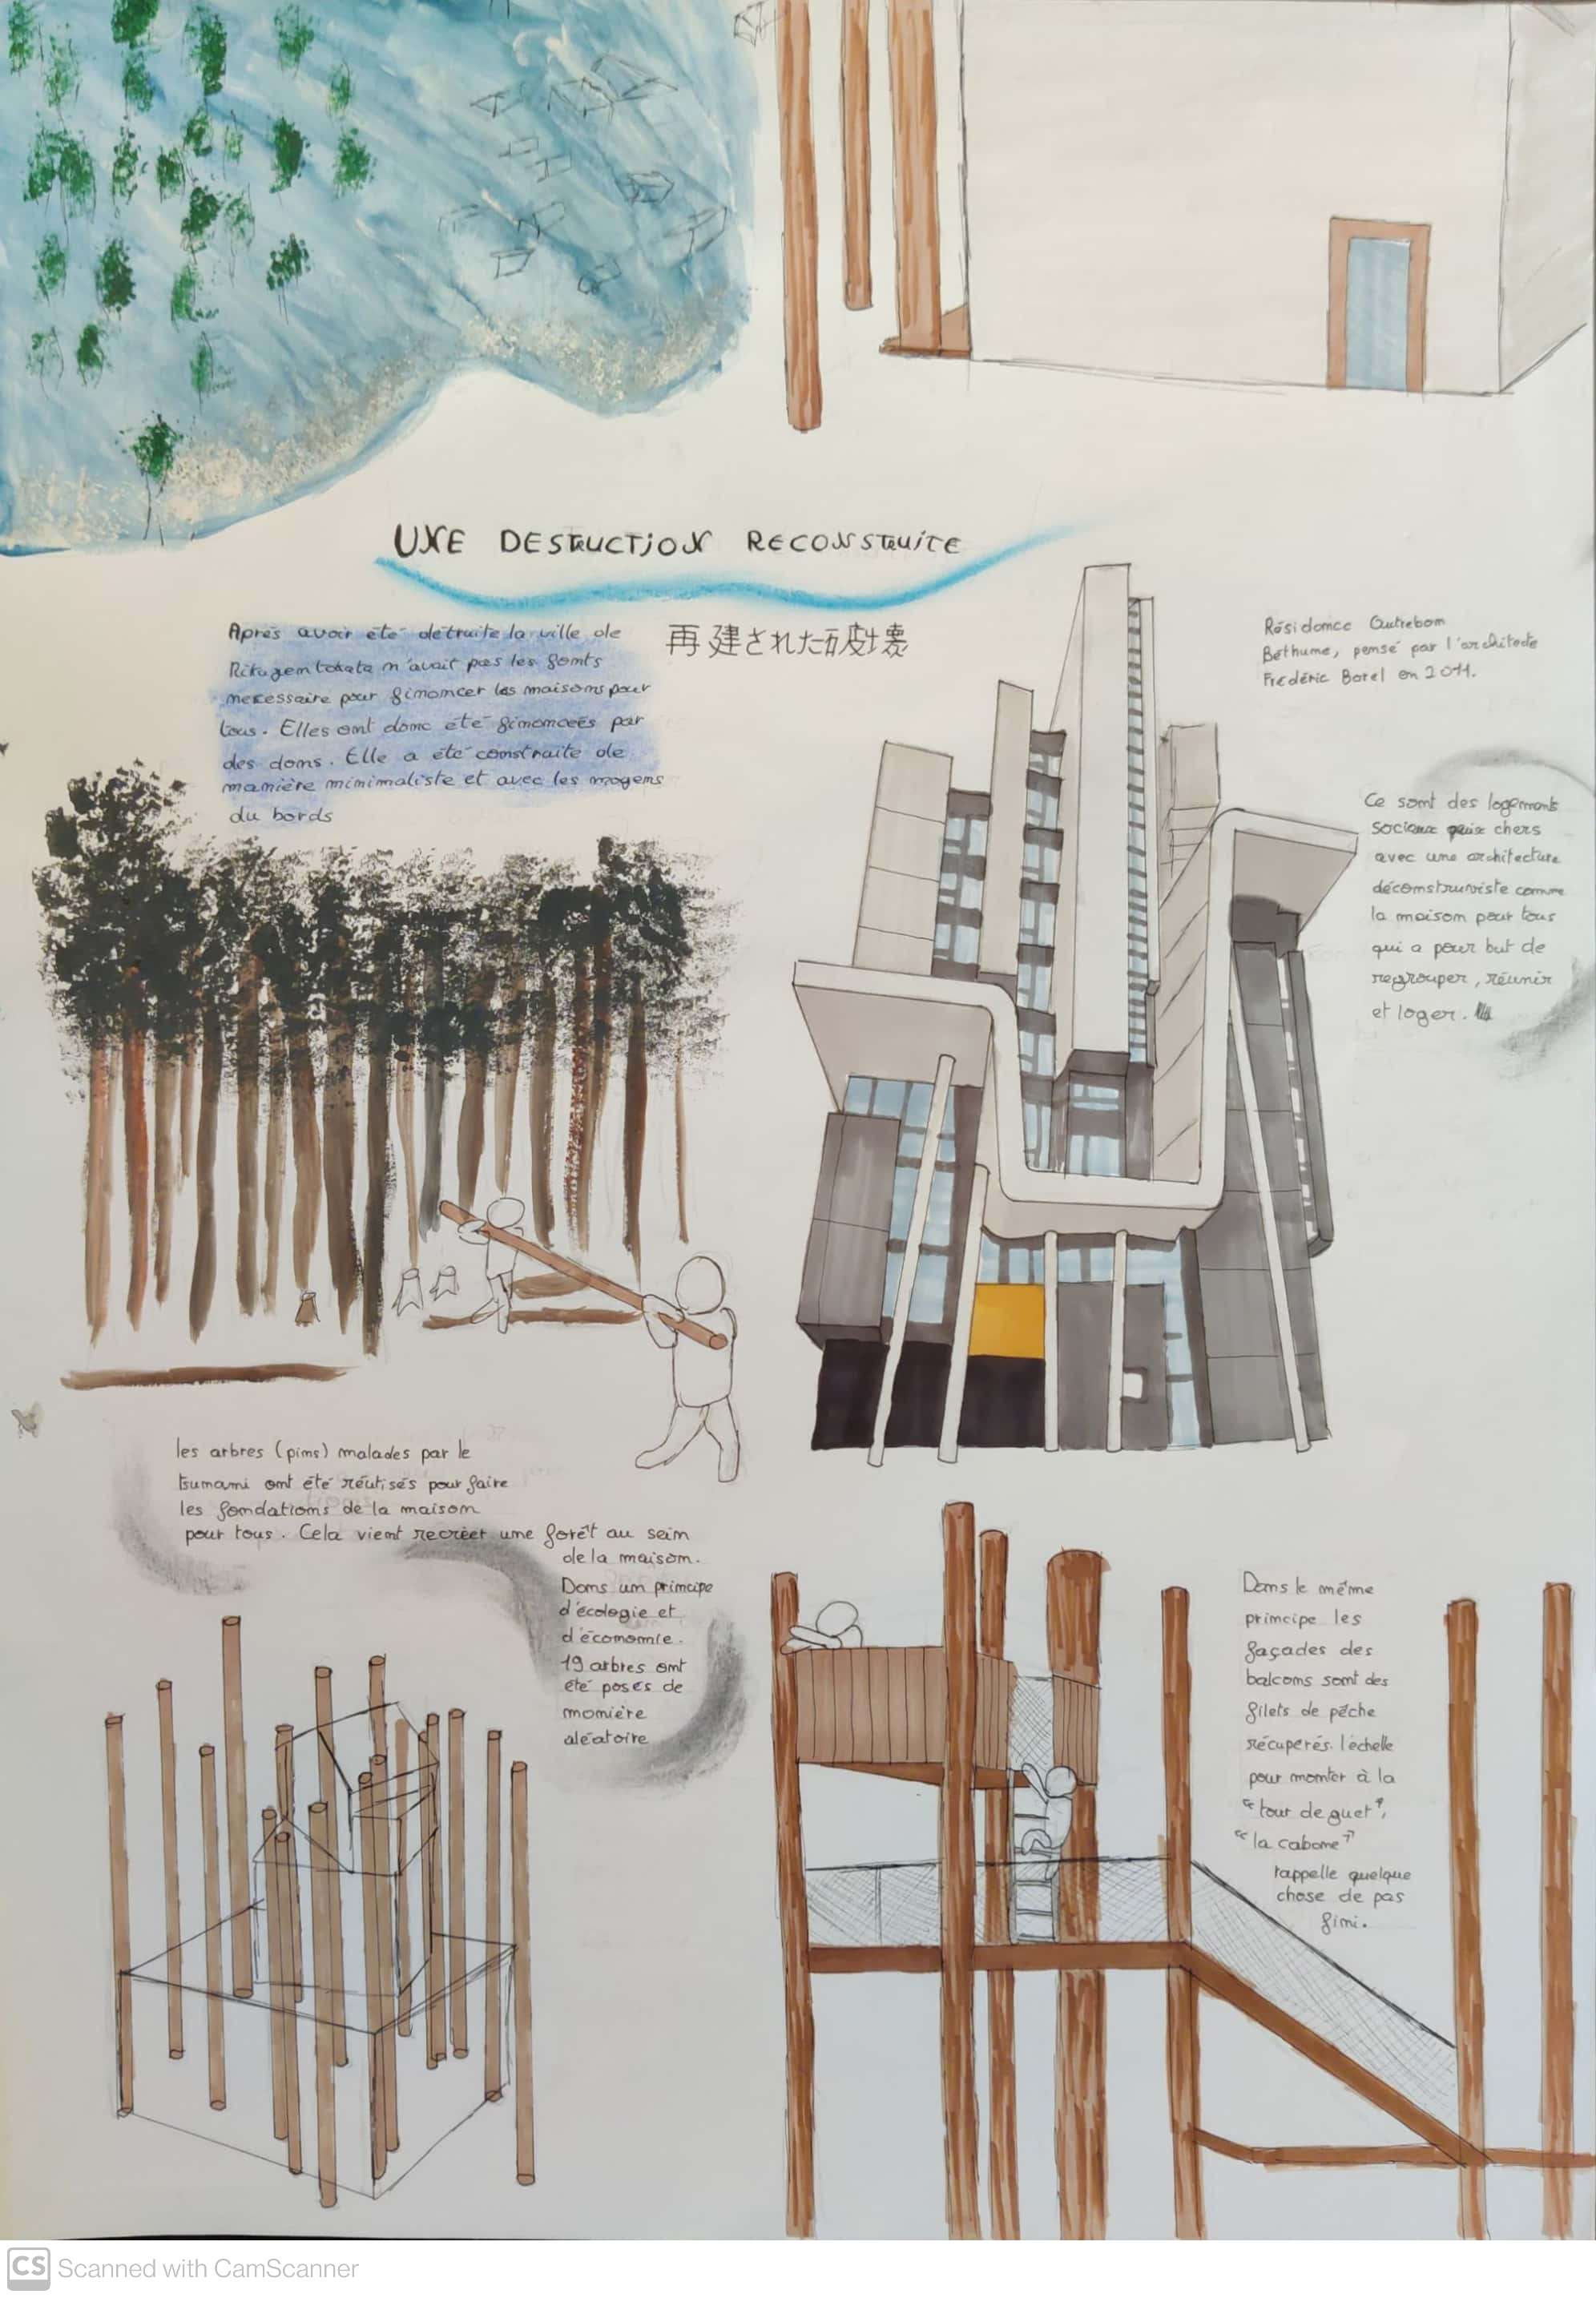 UNE DESTRUCTION RECONSTRUITE
再建された破壊
Après avoir été détruite la ville de
Rikuzentakata n'avait pas les fonts
necessaire pour financer les maisons pour
tous. Elles ont donc été financées par
des dons. Elle a été construite de
manière minimaliste et avec les moyens
du bords
Résidence Quatrebom
Béthune, pensé par l'architecte
Frédéric Borel en 2011.
Ce sont des logements
sociaux chers
avec une architecture
déconstruviste comme
la maison pour tous
qui a pour but de
regrouper, réunir
et loger.
les arbres (pins) malades par le
tsumami ont été réutisés pour faire
les fondations de la maison
pour tous. Cela vient recréer une forêt au sein
de la maison.
Dans un principe
d'écologie et
d'économie.
19 arbres ont
été posés de
manière
aléatoire
Dans le même
principe les
façades des
balcons sont des
filets de pêche
récupérés. l'échelle
pour monter à la
"tour de guet",
"la cabane"
rappelle quelque
chose de pas
fini.
CS Scanned with CamScanner